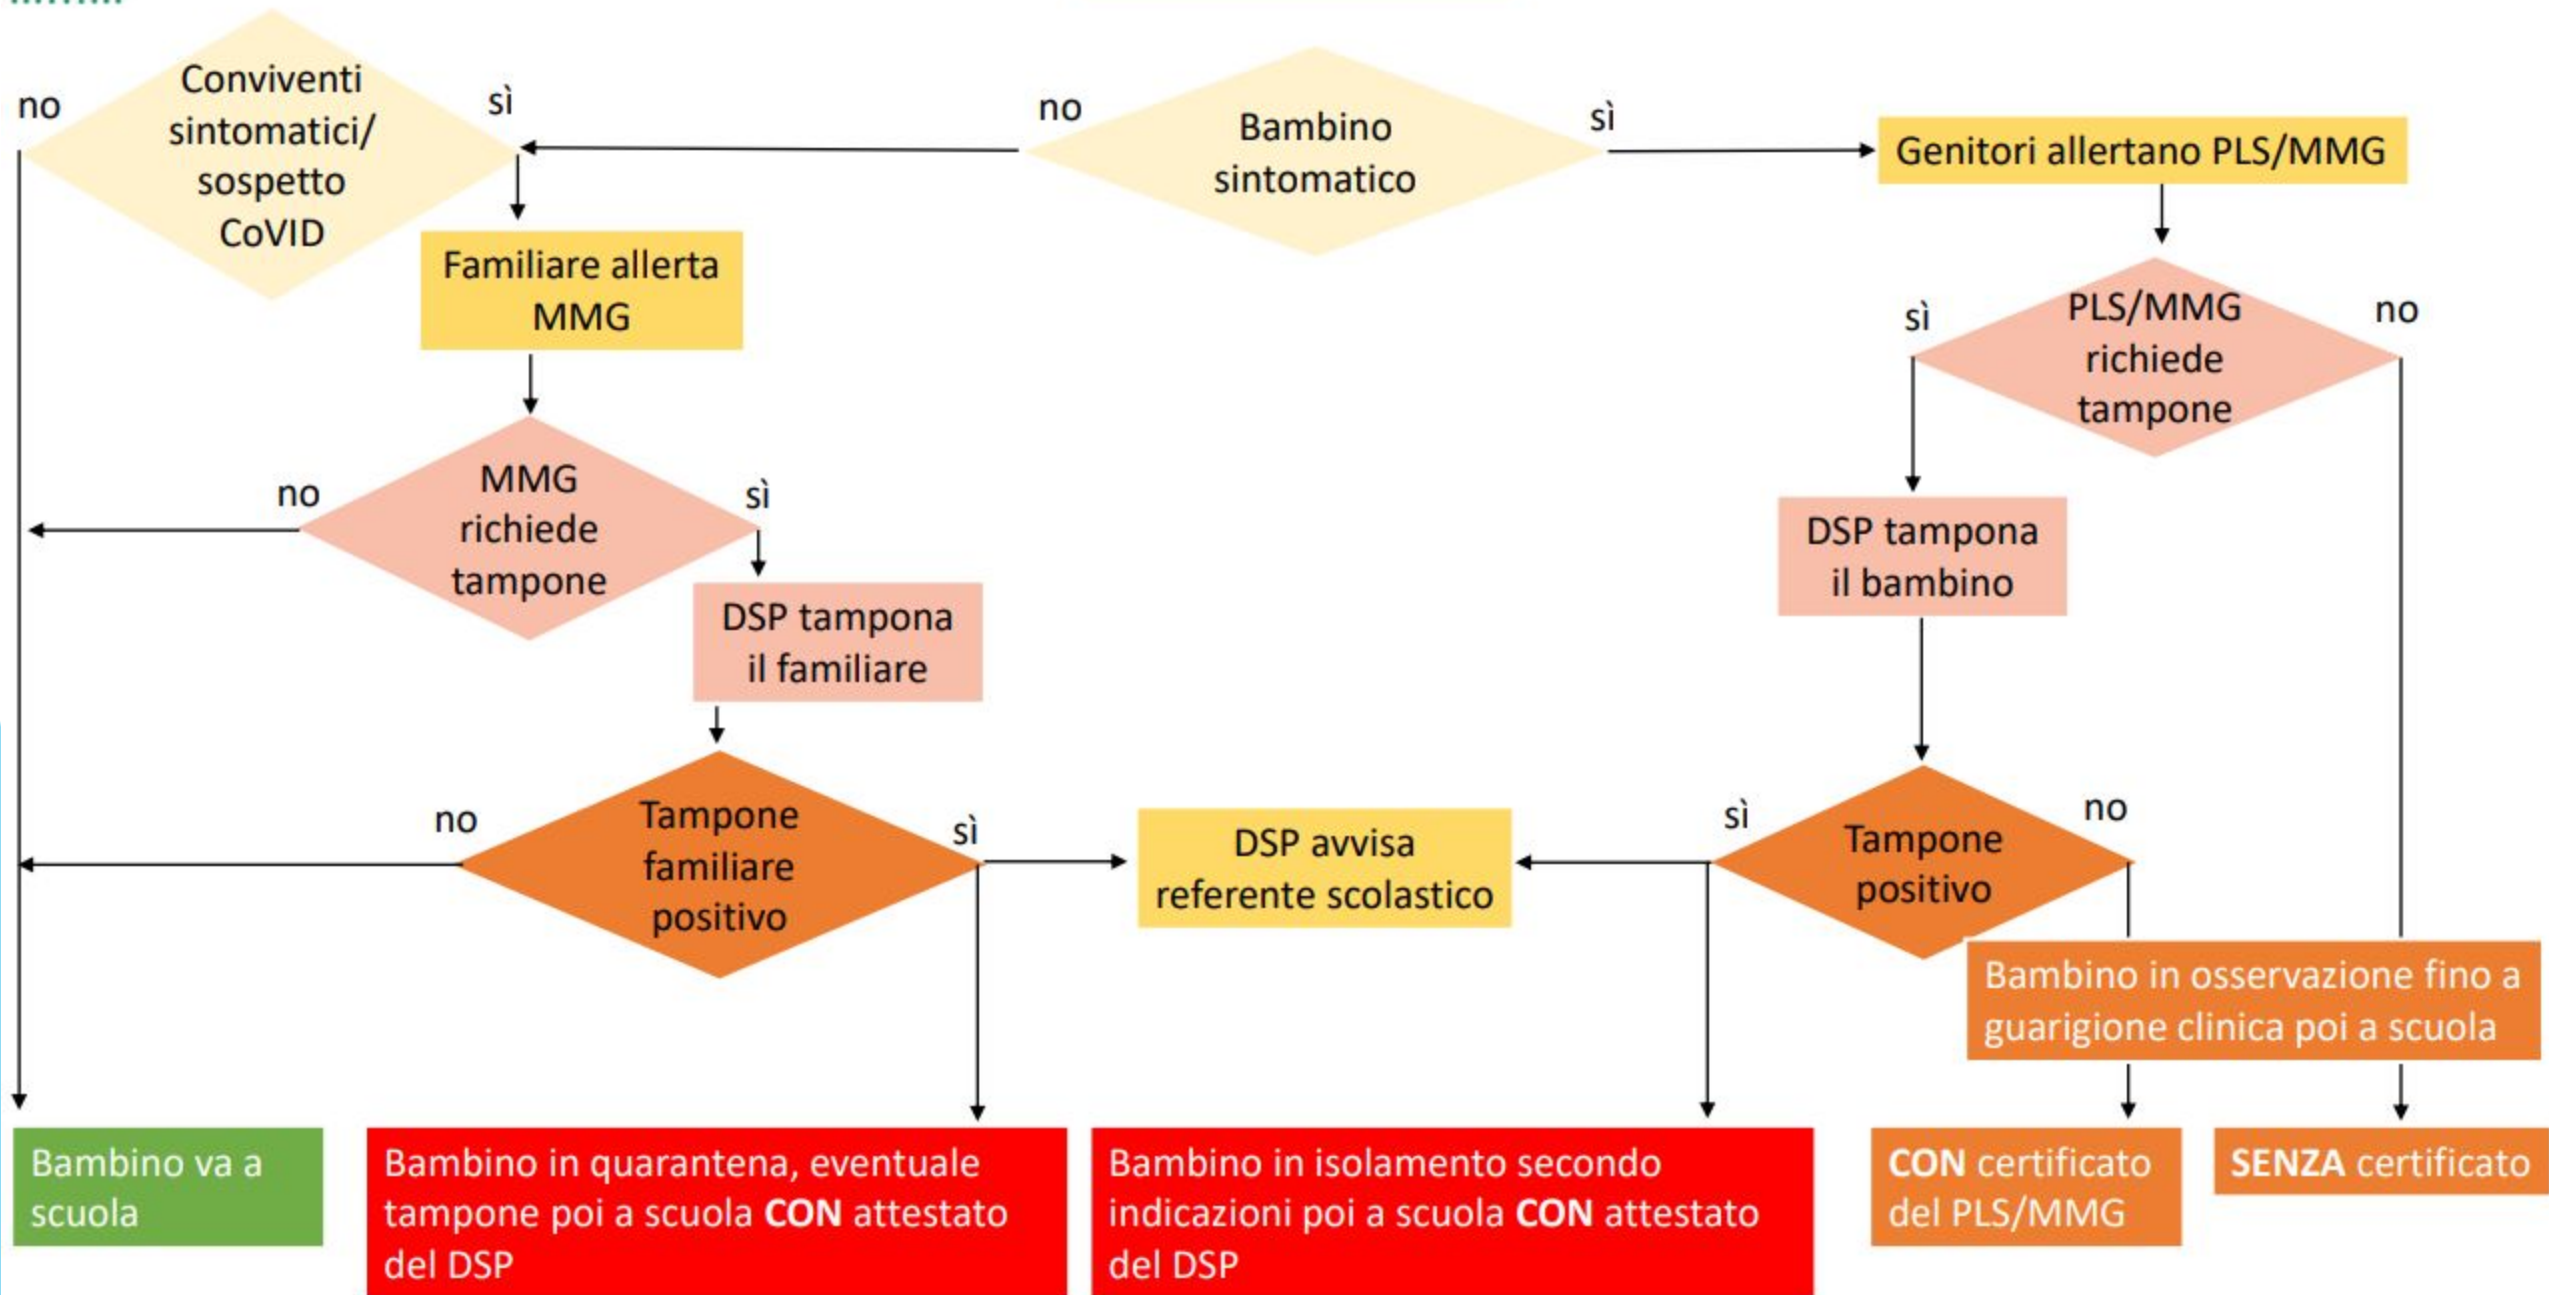 no
Conviventi
sintomatici/
sospetto
CoVID
sì
no
Bambino
sintomatico
sì
Genitori allertano PLS/MMG
Familiare allerta
MMG
sì
PLS/MMG
richiede
tampone
no
no
MMG
richiede
tampone
sì
DSP tampona
il familiare
DSP tampona
il bambino
no
Tampone
familiare
positivo
sì
DSP avvisa
referente scolastico
sì
Tampone
positivo
no
Bambino in osservazione fino a
guarigione clinica poi a scuola
Bambino va a
scuola
Bambino in quarantena, eventuale
tampone poi a scuola CON attestato
del DSP
Bambino in isolamento secondo
indicazioni poi a scuola CON attestato
del DSP
CON certificato
del PLS/MMG
SENZA certificato